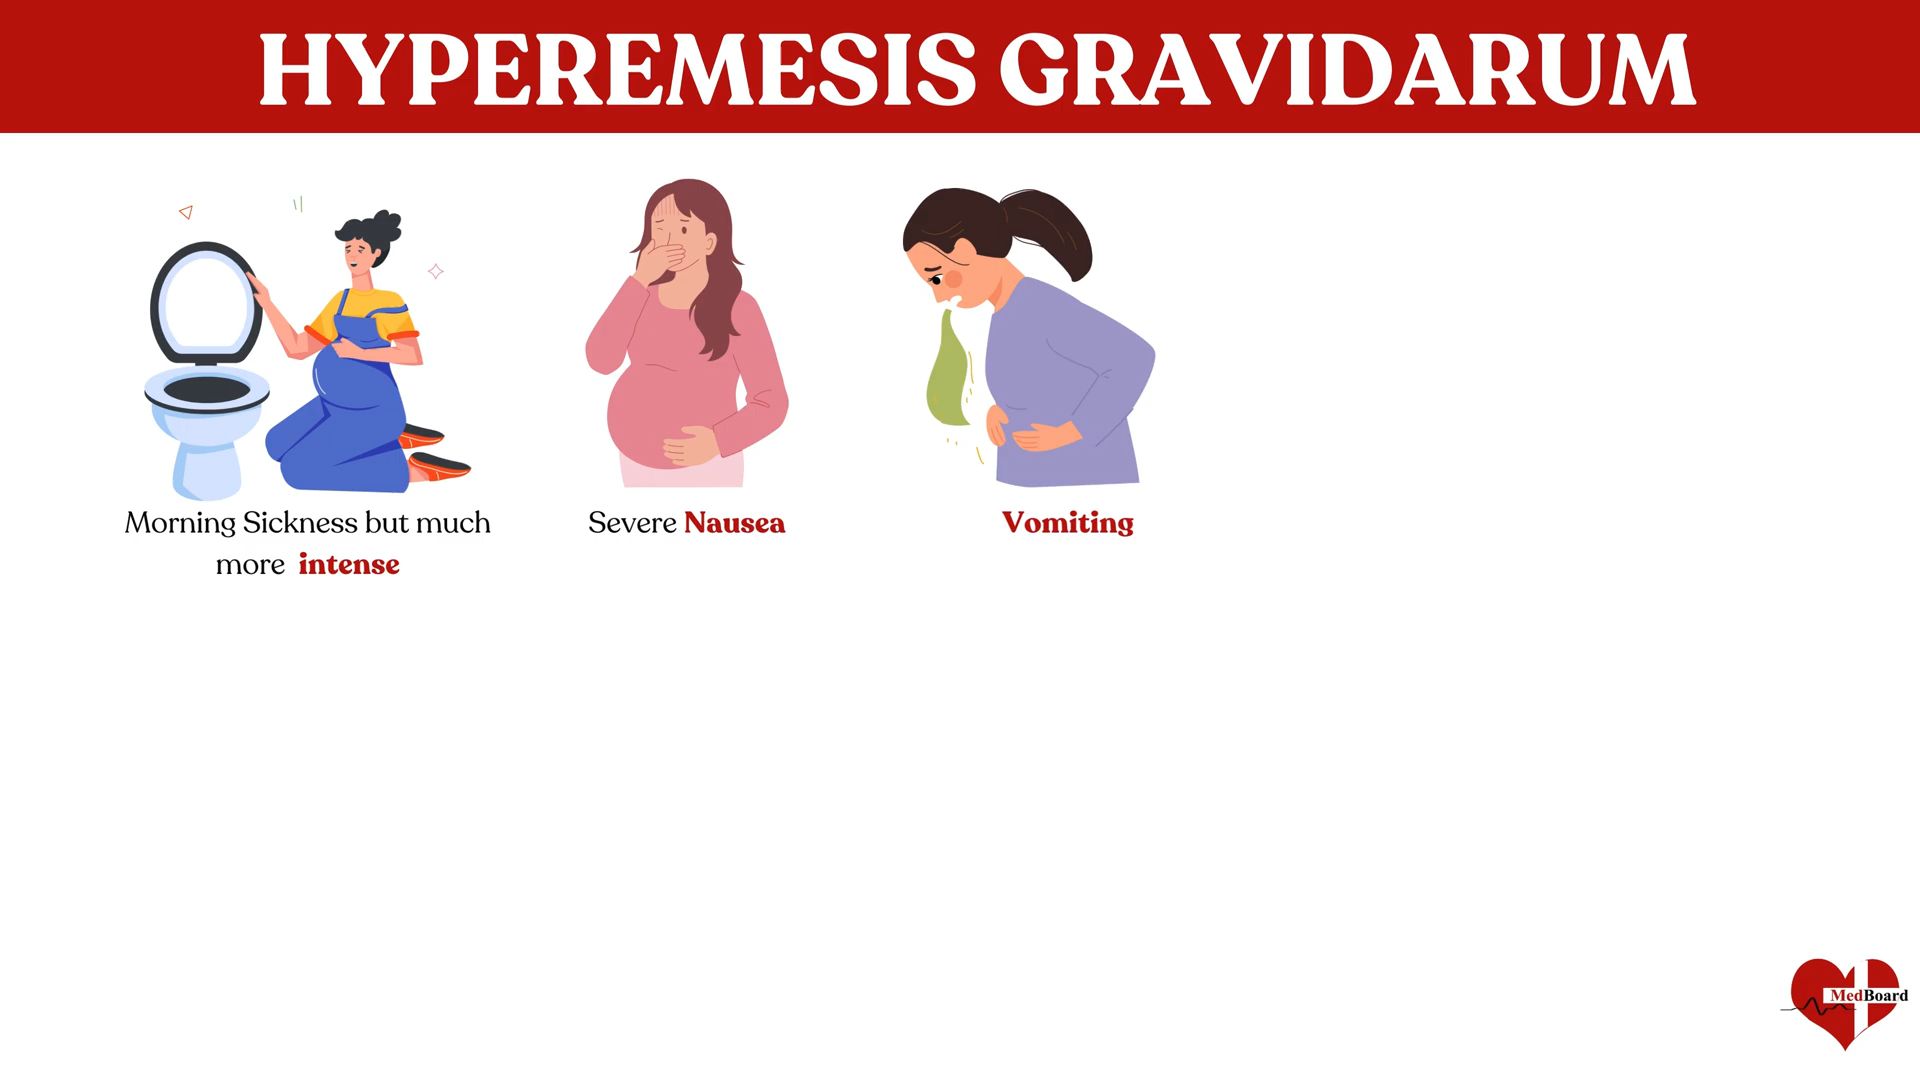 HYPEREMESIS GRAVIDARUM
Morning Sickness but much
more intense
Severe Nausea
Vomiting
MedBoard